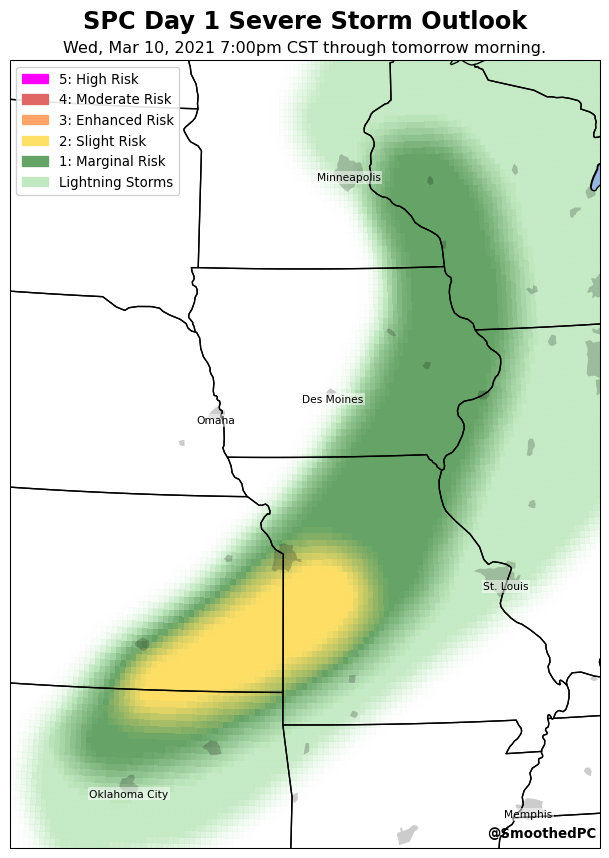 SPC Day 1 Severe Storm Outlook
Wed, Mar 10, 2021 7:00pm CST through tomorrow morning.
5: High Risk
4: Moderate Risk
3: Enhanced Risk
2: Slight Risk
1: Marginal Risk
Lightning Storms
Minneapolis
Des Moines
Omaha
St. Louis
Oklahoma City
Memphis
@SmoothedPC